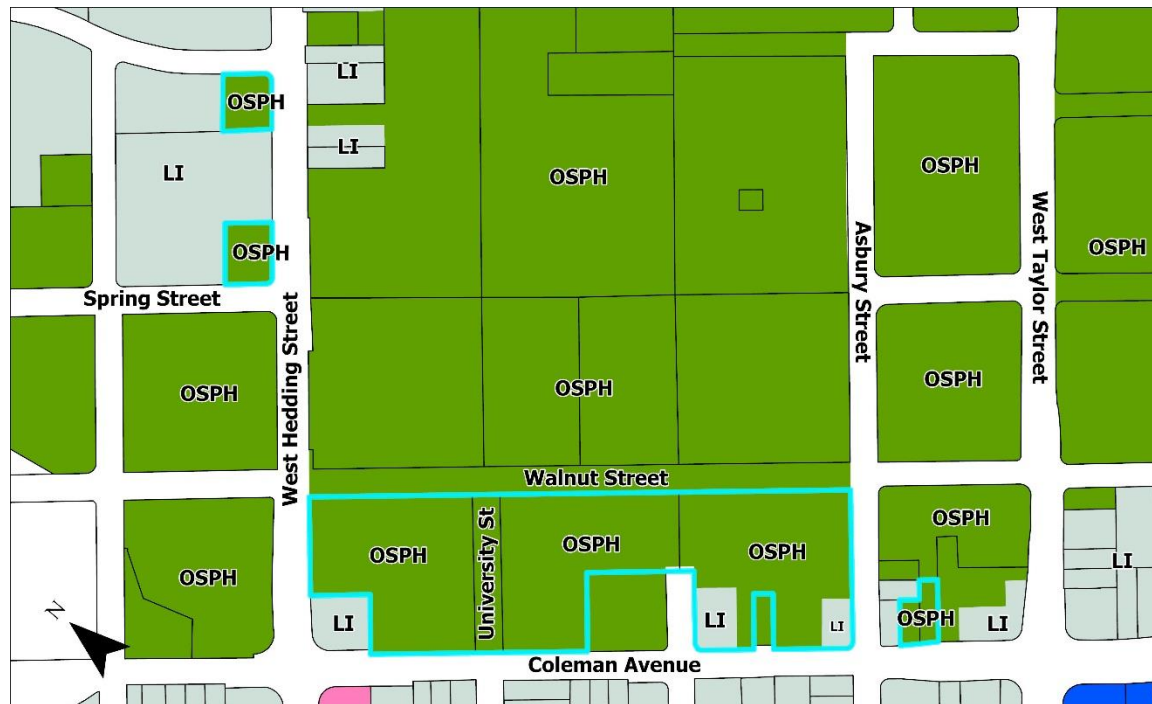 LI
OSPH
LI
OSPH
LI
OSPH
OSPH
OSPH
OSPH
Spring Street
West Hedding Street
Asbury Street
West Taylor Street
OSPH
OSPH
OSPH
Walnut Street
OSPH
OSPH
University St
OSPH
OSPH
OSPH
LI
LI
LI
LI
OSPH
LI
N
Coleman Avenue